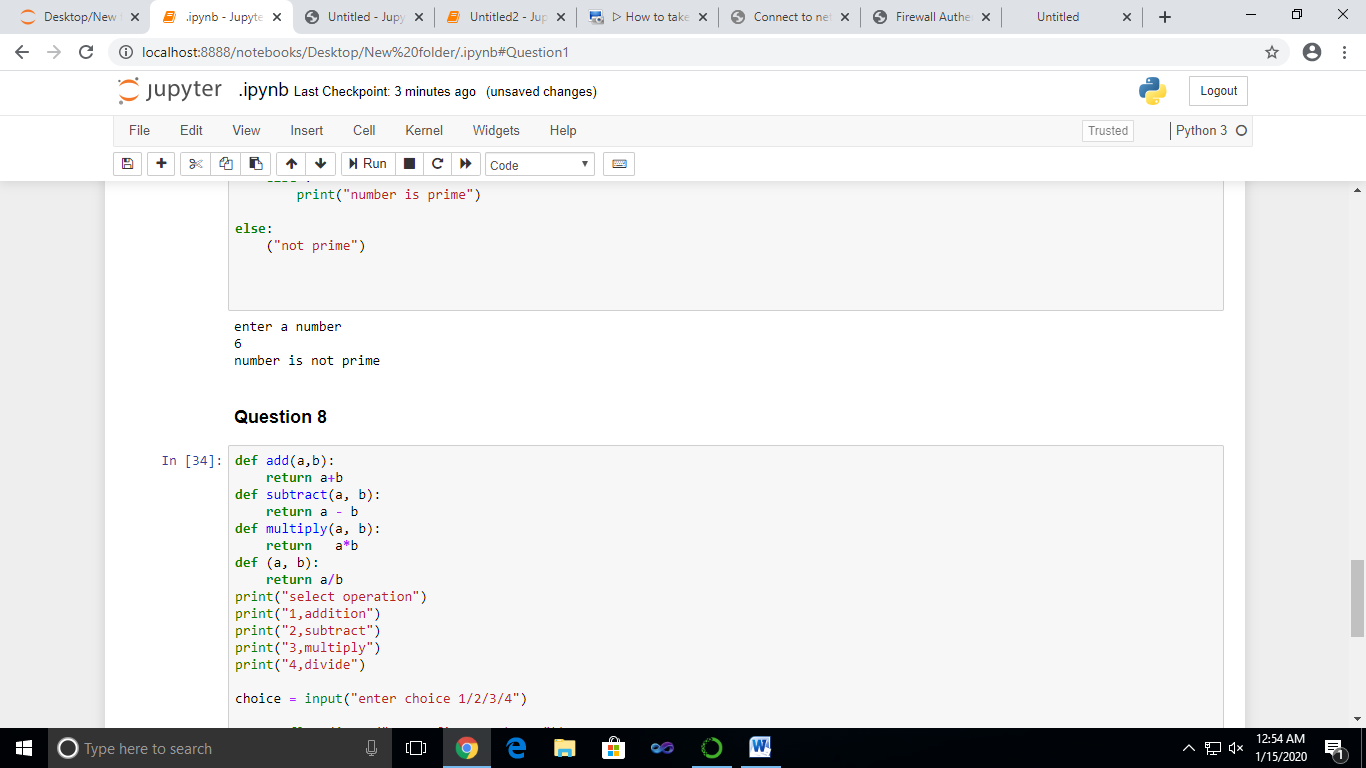 Desktop/New
.ipynb - Jupyte
Untitled - Jupy
Untitled2 - Jup
▷ How to take
Connect to ne
Firewall Authe
Untitled
localhost:8888/notebooks/Desktop/New%20folder/.ipynb#Question1
jupyter .ipynb Last Checkpoint: 3 minutes ago (unsaved changes)
Logout
File Edit View Insert Cell Kernel Widgets Help
Trusted
Python 3
Run
Code
        print("number is prime")
else:
    ("not prime")
enter a number
6
number is not prime
Question 8
In [34]:
def add(a,b):
    return a+b
def subtract(a, b):
    return a - b
def multiply(a, b):
    return   a*b
def (a, b):
    return a/b
print("select operation")
print("1,addition")
print("2,subtract")
print("3,multiply")
print("4,divide")
choice = input("enter choice 1/2/3/4")
Type here to search
12:54 AM
1/15/2020
1